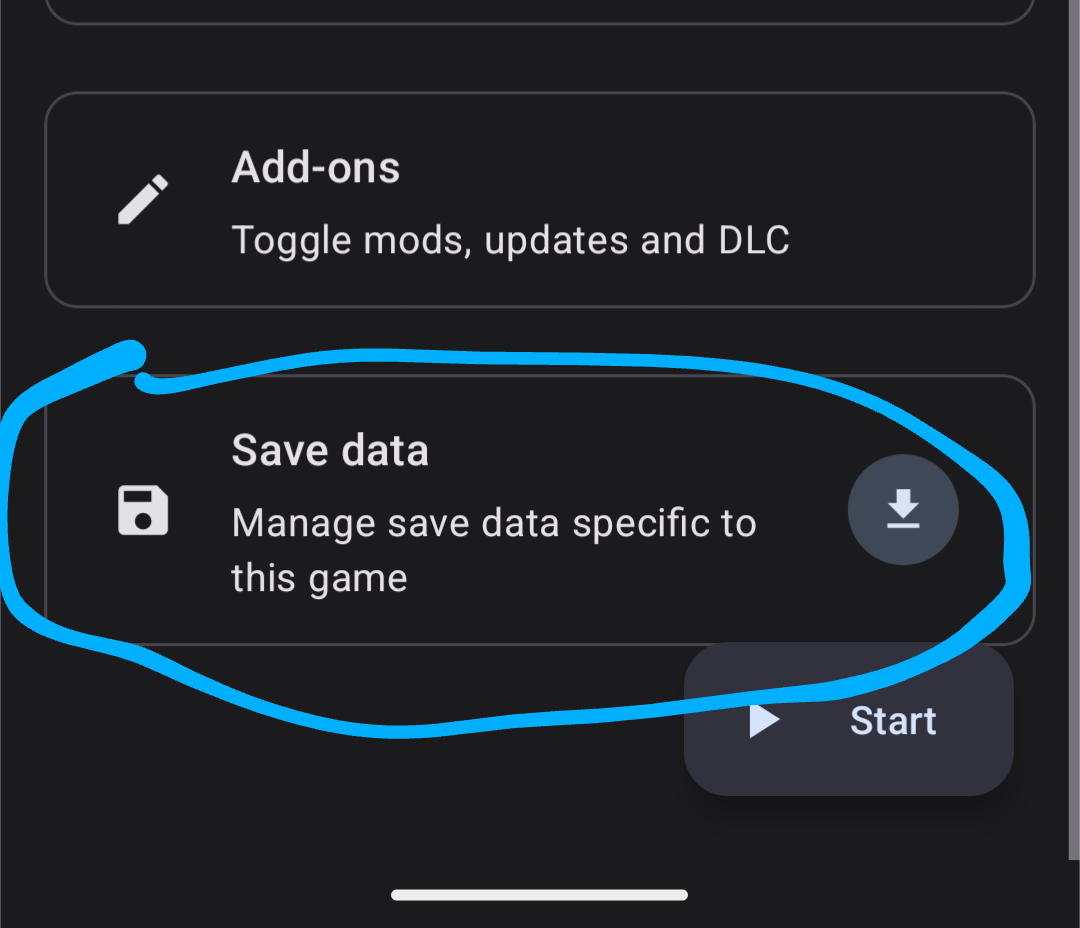 Add-ons
Toggle mods, updates and DLC
Save data
Manage save data specific to
this game
Start